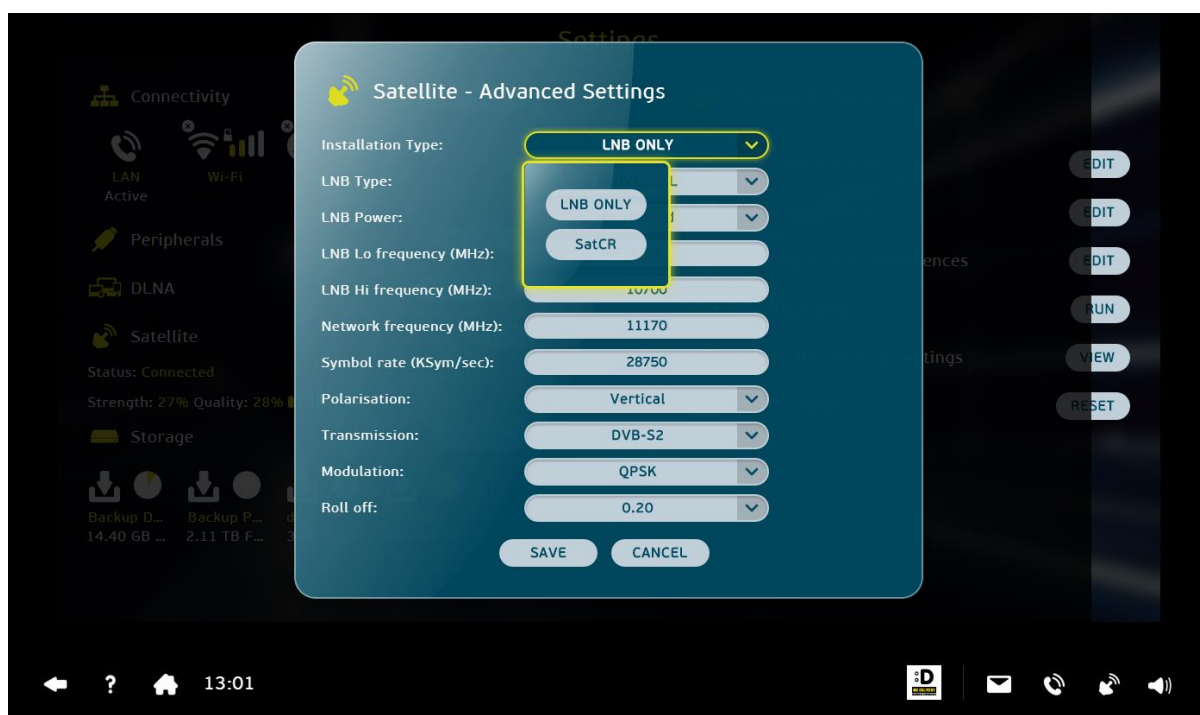 Settings
Satellite - Advanced Settings
Connectivity
Installation Type: LNB ONLY
LAN Wi-Fi
Active
EDIT
LNB Type:
LNB ONLY
LNB Power:
EDIT
Peripherals
SatCR
LNB Lo frequency (MHz):
ences EDIT
DLNA
LNB Hi frequency (MHz): 10700
RUN
Network frequency (MHz): 11170
Satellite
Symbol rate (KSym/sec): 28750
tings VIEW
Status: Connected
Strength: 27% Quality: 28%
Polarisation: Vertical
RESET
Storage
Transmission: DVB-S2
Modulation: QPSK
Roll off: 0.20
Backup D... Backup P...
14.40 GB ... 2.11 TB F...
SAVE CANCEL
? 13:01
:D